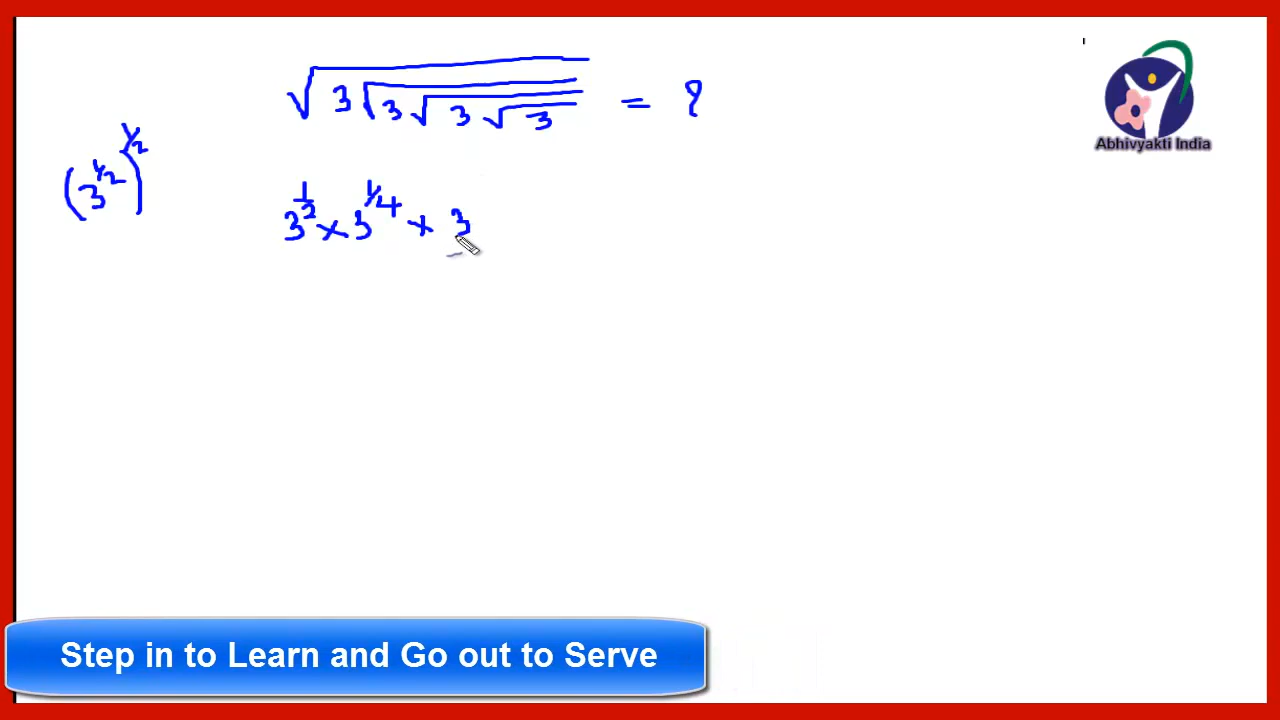 √(3√(3√(3√3))) = ?
(3^½)^½
3^½ × 3^¼ × 3
Abhivyakti India
Step in to Learn and Go out to Serve